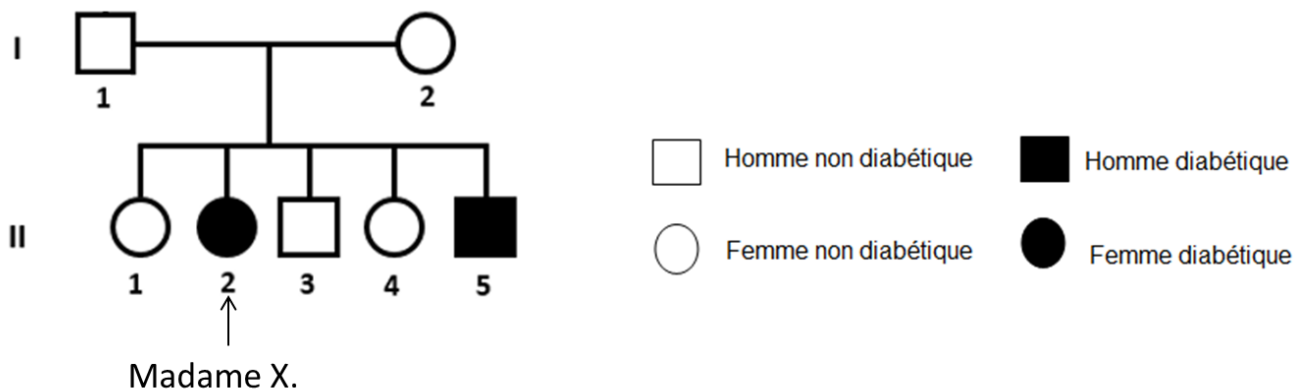 I
1 2
Homme non diabétique Homme diabétique
II
Femme non diabétique Femme diabétique
1 2 3 4 5
Madame X.